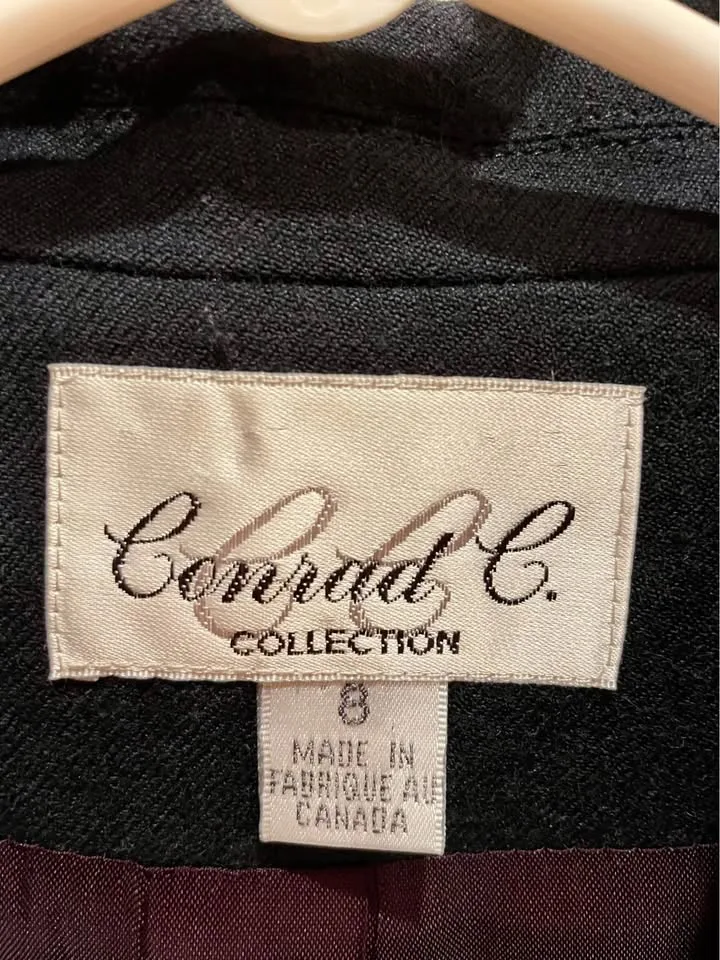 Conrad C.
COLLECTION
8
MADE IN
FABRIQUE AU
CANADA